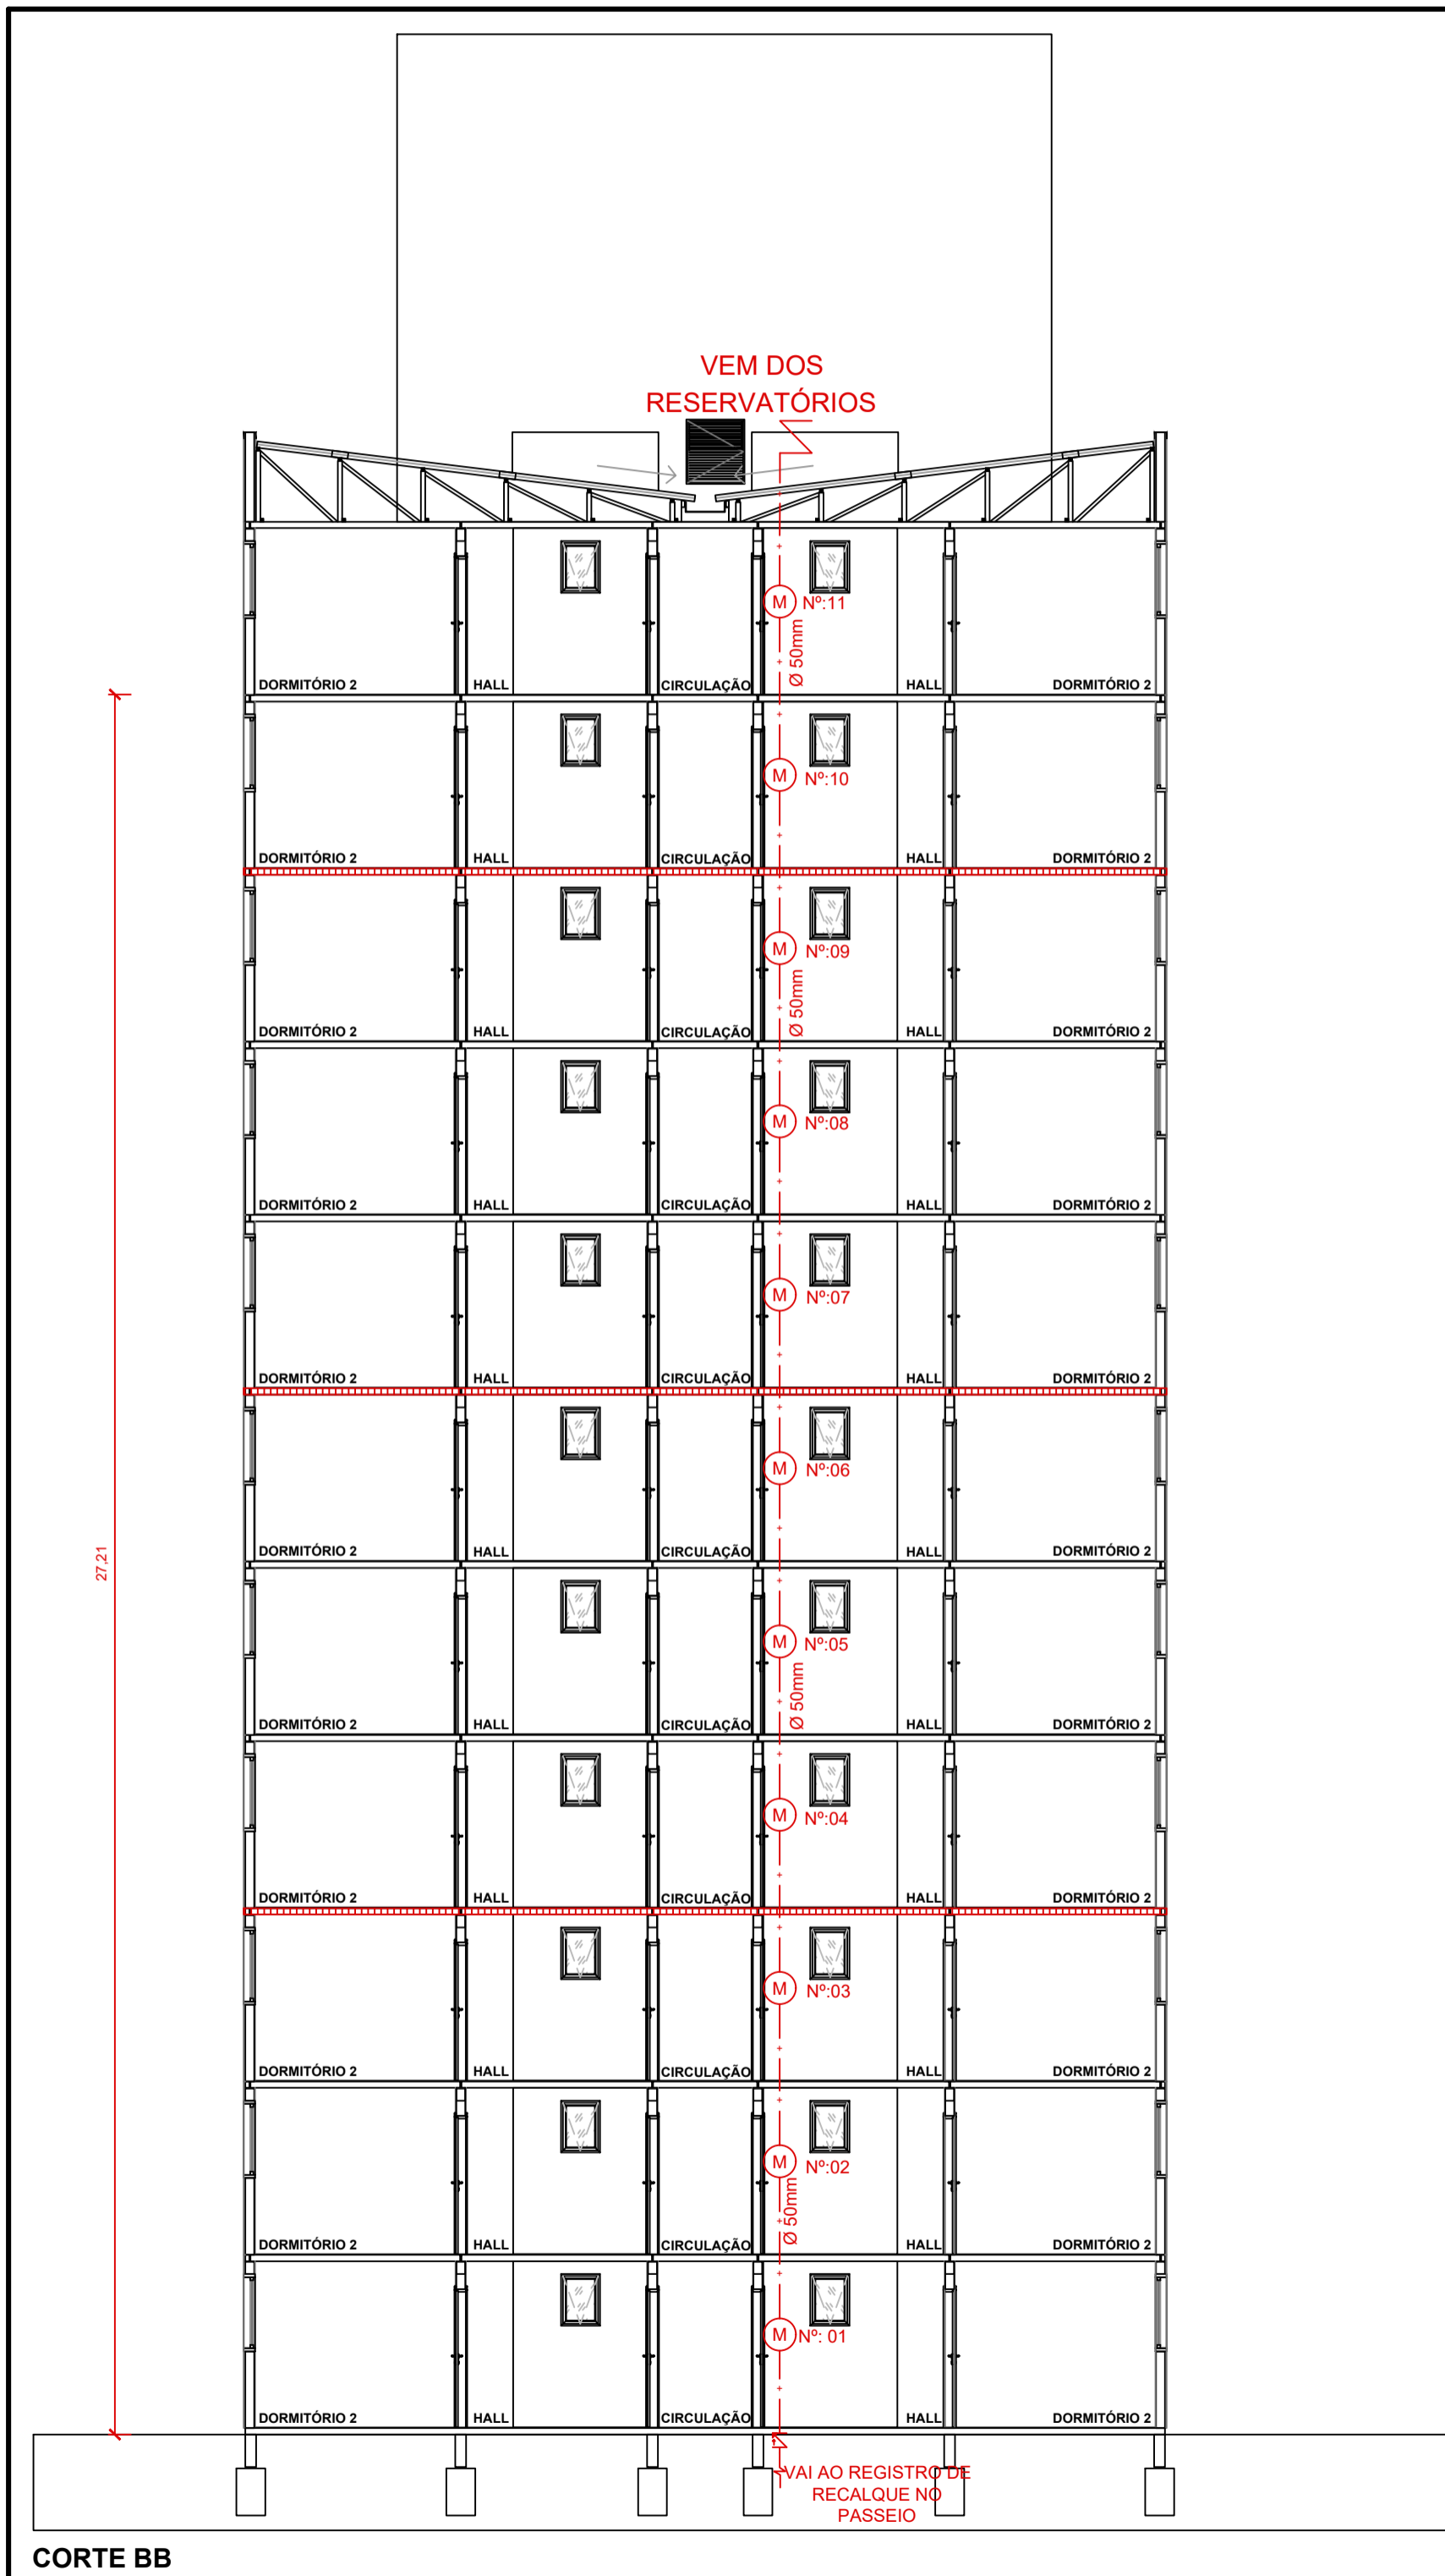 VEM DOS
RESERVATÓRIOS
M Nº:11
Ø 50mm
DORMITÓRIO 2 HALL CIRCULAÇÃO HALL DORMITÓRIO 2
M Nº:10
DORMITÓRIO 2 HALL CIRCULAÇÃO HALL DORMITÓRIO 2
M Nº:09
Ø 50mm
DORMITÓRIO 2 HALL CIRCULAÇÃO HALL DORMITÓRIO 2
M Nº:08
DORMITÓRIO 2 HALL CIRCULAÇÃO HALL DORMITÓRIO 2
M Nº:07
DORMITÓRIO 2 HALL CIRCULAÇÃO HALL DORMITÓRIO 2
M Nº:06
DORMITÓRIO 2 HALL CIRCULAÇÃO HALL DORMITÓRIO 2
27,21
M Nº:05
Ø 50mm
DORMITÓRIO 2 HALL CIRCULAÇÃO HALL DORMITÓRIO 2
M Nº:04
DORMITÓRIO 2 HALL CIRCULAÇÃO HALL DORMITÓRIO 2
M Nº:03
DORMITÓRIO 2 HALL CIRCULAÇÃO HALL DORMITÓRIO 2
M Nº:02
Ø 50mm
DORMITÓRIO 2 HALL CIRCULAÇÃO HALL DORMITÓRIO 2
M Nº: 01
DORMITÓRIO 2 HALL CIRCULAÇÃO HALL DORMITÓRIO 2
VAI AO REGISTRO DE
RECALQUE NO
PASSEIO
CORTE BB